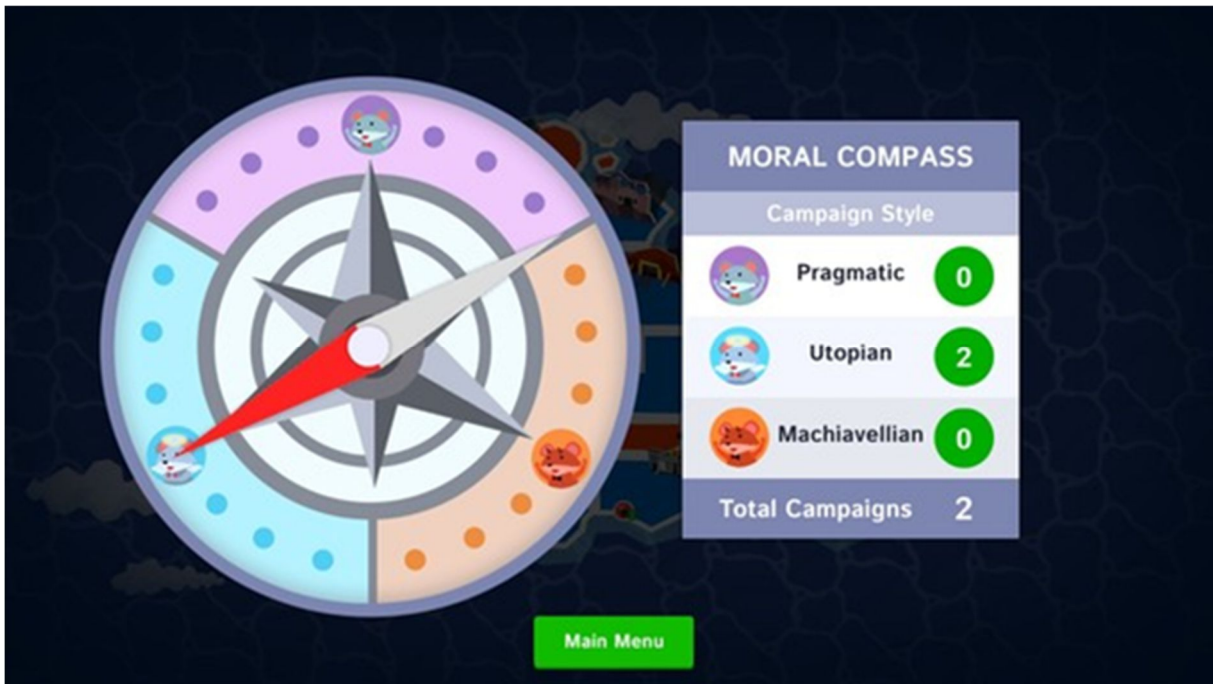 MORAL COMPASS
Campaign Style
Pragmatic 0
Utopian 2
Machiavellian 0
Total Campaigns 2
Main Menu